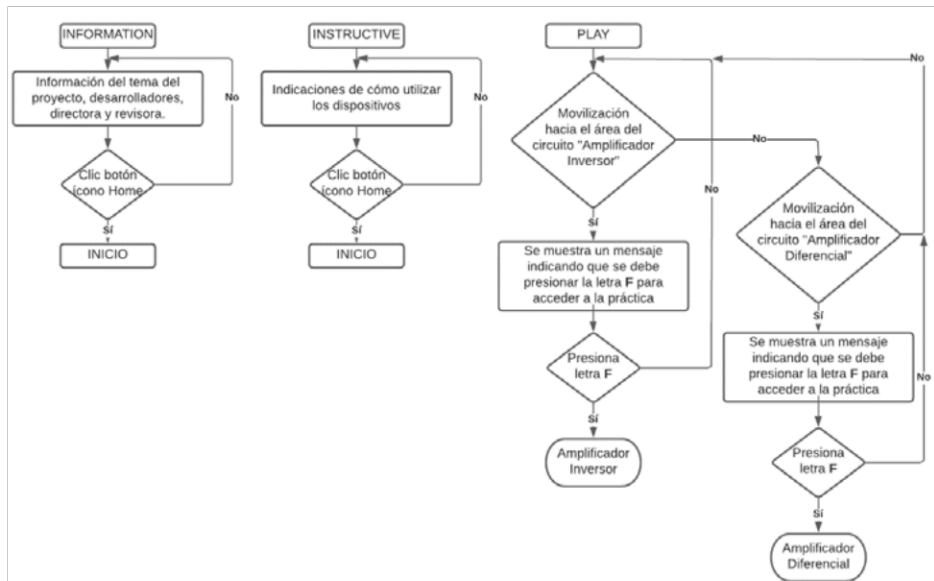 INFORMATION
Información del tema del
proyecto, desarrolladores,
directora y revisora.
No
Clic botón
ícono Home
Sí
INICIO
INSTRUCTIVE
Indicaciones de cómo utilizar
los dispositivos
No
Clic botón
ícono Home
Sí
INICIO
PLAY
Movilización
hacia el área del
circuito "Amplificador
Inversor"
No
Sí
Se muestra un mensaje
indicando que se debe
presionar la letra F para
acceder a la práctica
Presiona
letra F
No
Sí
Amplificador
Inversor
Movilización
hacia el área del
circuito "Amplificador
Diferencial"
No
Sí
Se muestra un mensaje
indicando que se debe
presionar la letra F para
acceder a la práctica
Presiona
letra F
No
Sí
Amplificador
Diferencial